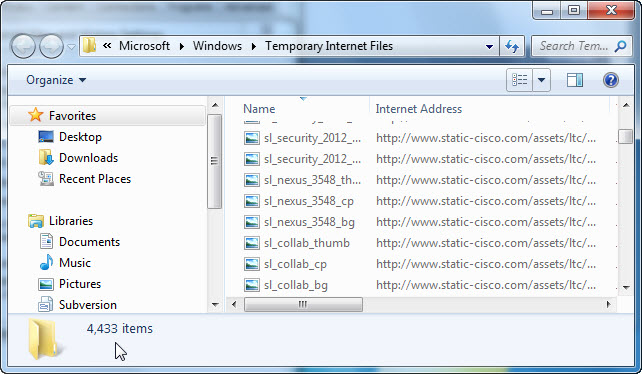 « Microsoft ▸ Windows ▸ Temporary Internet Files
Search Tem...
Organize
Favorites
Desktop
Downloads
Recent Places
Libraries
Documents
Music
Pictures
Subversion
Name Internet Address
sl_security_2012_... http://www.static-cisco.com/assets/ltc/...
sl_security_2012_... http://www.static-cisco.com/assets/ltc/...
sl_nexus_3548_th... http://www.static-cisco.com/assets/ltc/...
sl_nexus_3548_cp http://www.static-cisco.com/assets/ltc/...
sl_nexus_3548_bg http://www.static-cisco.com/assets/ltc/...
sl_collab_thumb http://www.static-cisco.com/assets/ltc/...
sl_collab_cp http://www.static-cisco.com/assets/ltc/...
sl_collab_bg http://www.static-cisco.com/assets/ltc/...
4,433 items